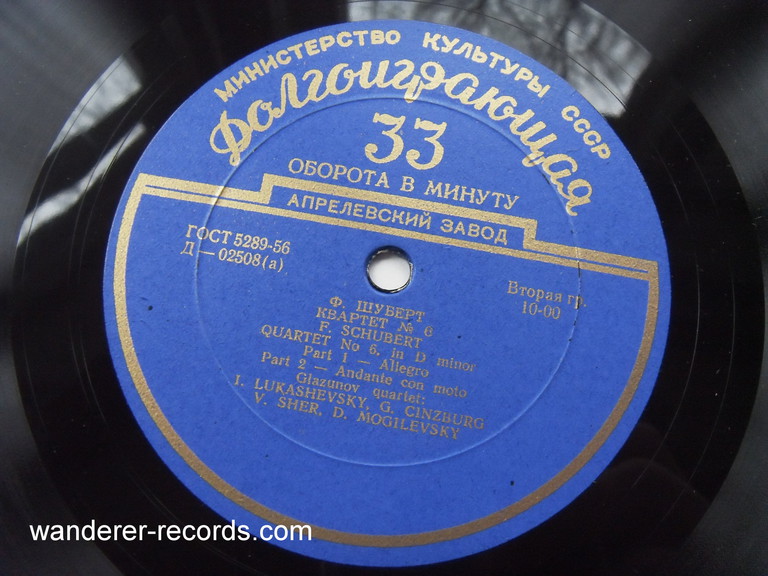 МИНИСТЕРСТВО КУЛЬТУРЫ СССР
Долгоиграющая
33
ОБОРОТА В МИНУТУ
АПРЕЛЕВСКИЙ ЗАВОД
ГОСТ 5289-56
Д — 02508(а)
Вторая гр.
10-00
Ф. ШУБЕРТ
КВАРТЕТ № 6
F. SCHUBERT
QUARTET No 6, in D minor
Part 1 — Allegro
Part 2 — Andante con moto
Glazunov quartet:
I. LUKASHEVSKY, G. CINZBURG
V. SHER, D. MOGILEVSKY
wanderer-records.com